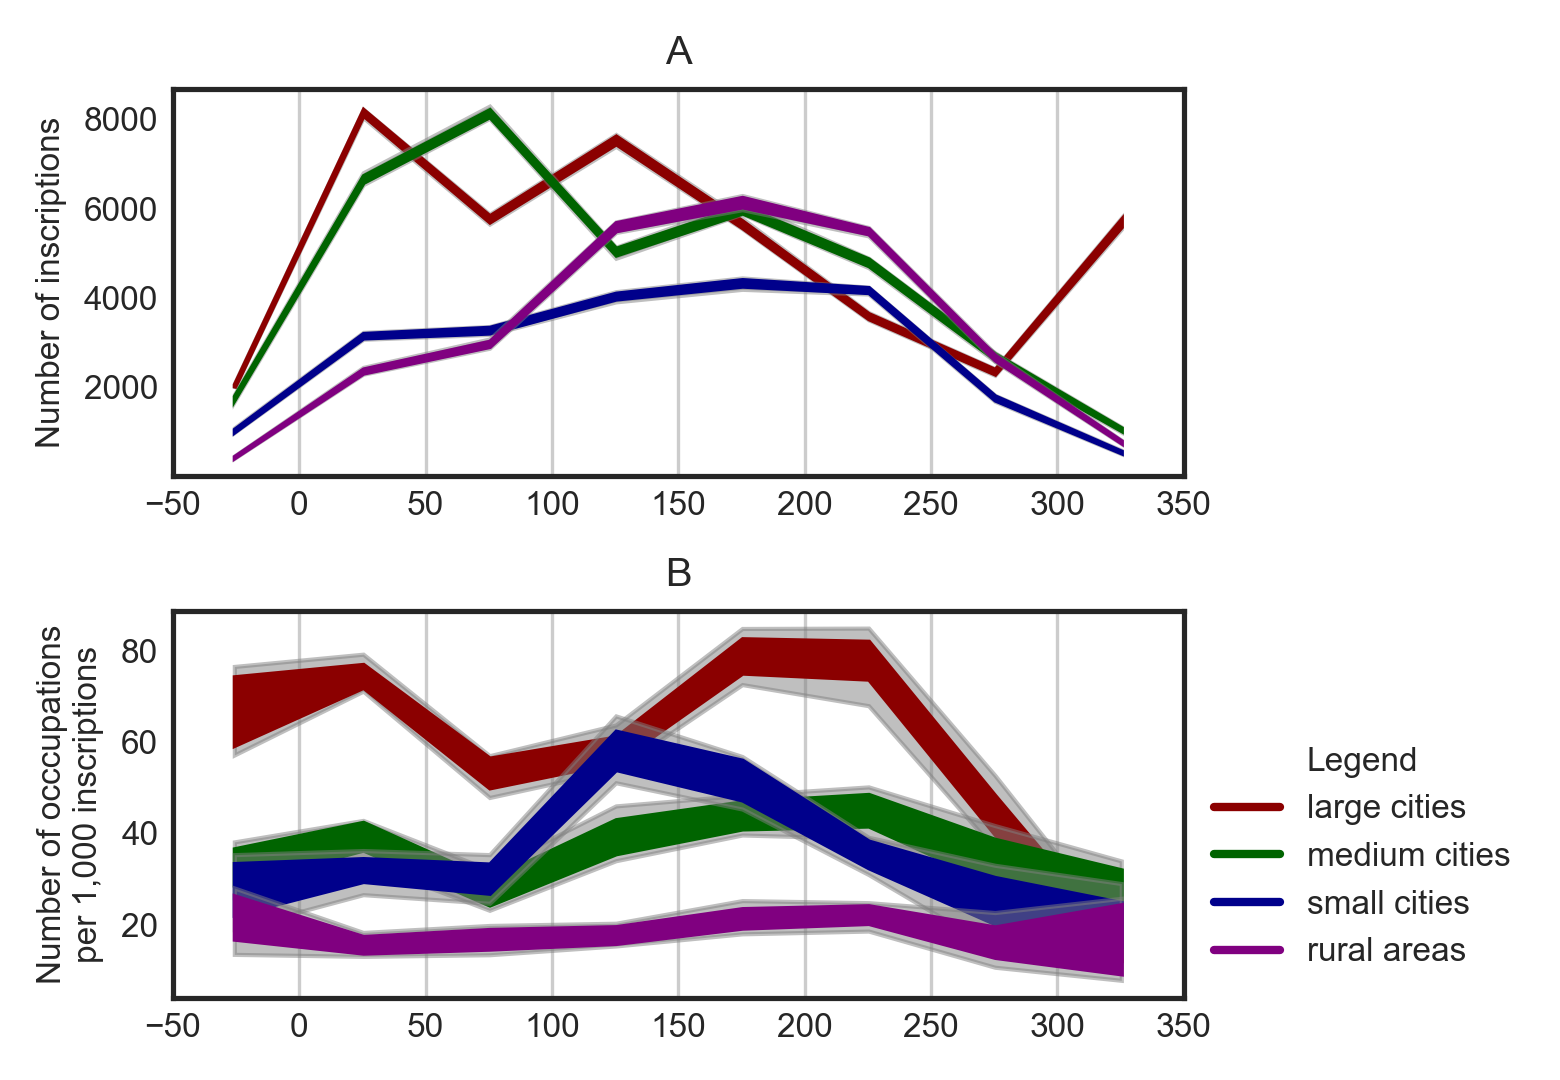 A
Number of inscriptions
8000
6000
4000
2000
−50 0 50 100 150 200 250 300 350
B
Number of occcupations
per 1,000 inscriptions
80
60
40
20
−50 0 50 100 150 200 250 300 350
Legend
large cities
medium cities
small cities
rural areas